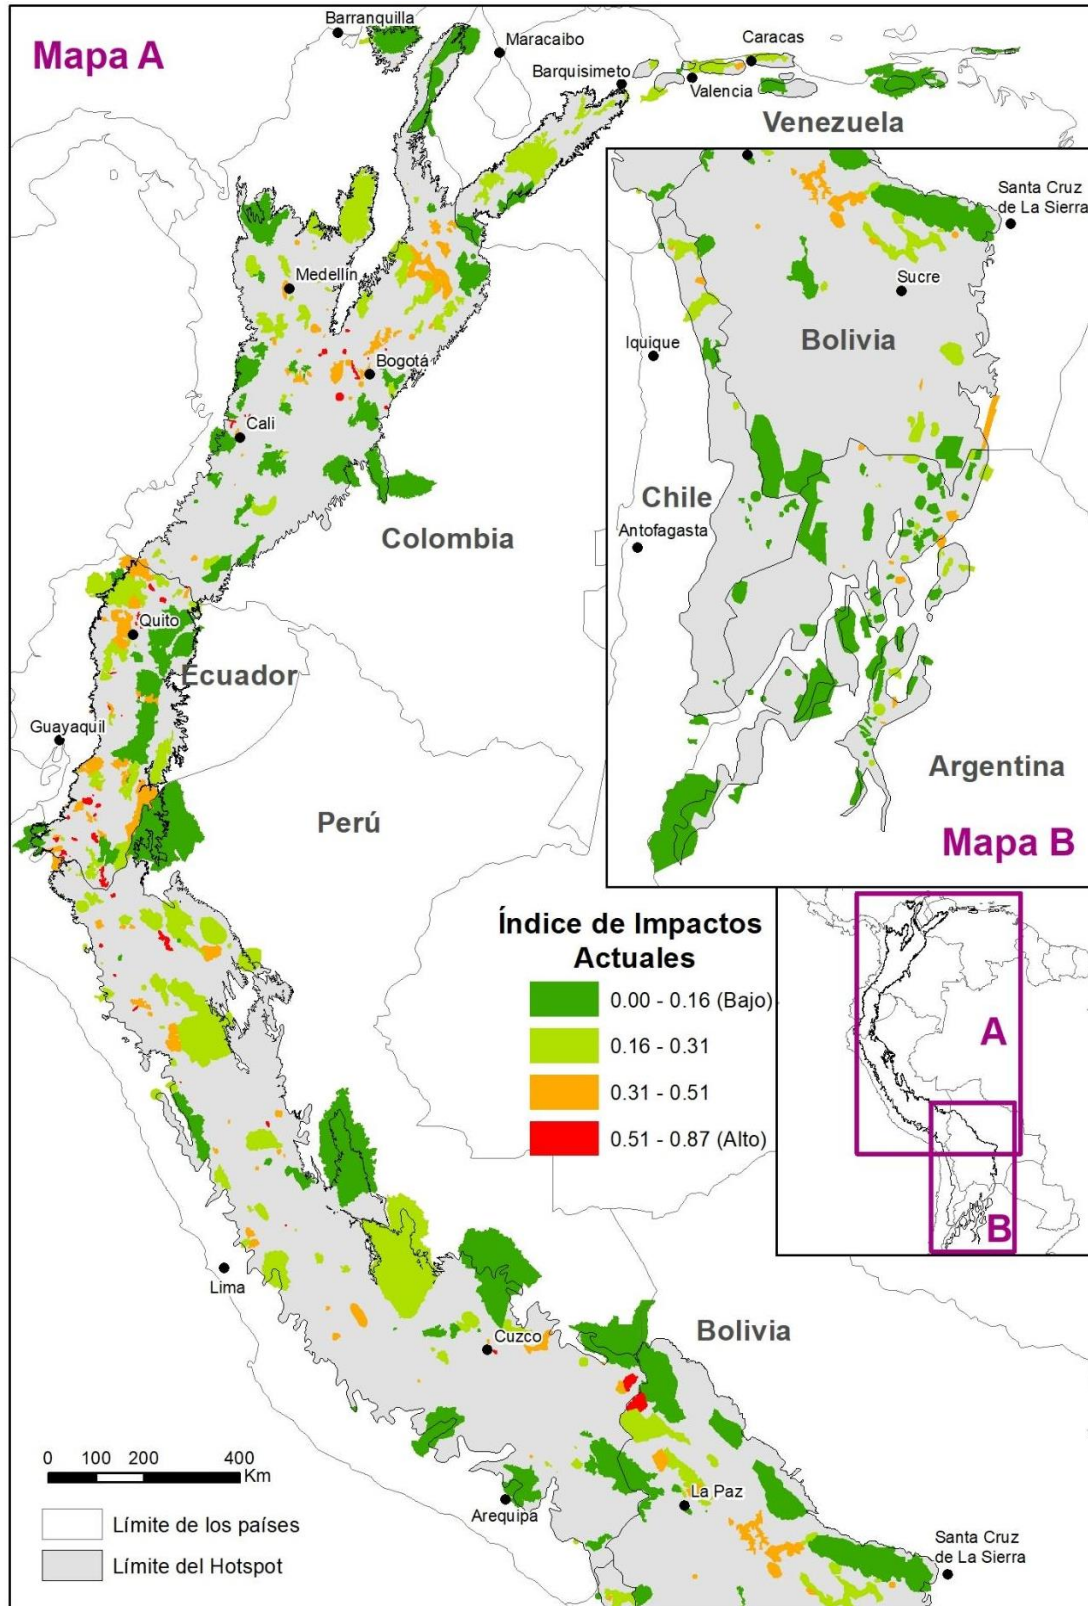 Mapa A
Barranquilla
Maracaibo
Caracas
Barquisimeto
Valencia
Venezuela
Medellín
Bogotá
Cali
Colombia
Quito
Ecuador
Guayaquil
Perú
Santa Cruz
de La Sierra
Sucre
Bolivia
Iquique
Chile
Antofagasta
Argentina
Mapa B
Índice de Impactos
Actuales
0.00 - 0.16 (Bajo)
0.16 - 0.31
0.31 - 0.51
0.51 - 0.87 (Alto)
A
B
Lima
Cuzco
Bolivia
La Paz
Arequipa
Santa Cruz
de La Sierra
0 100 200 400
Km
Límite de los países
Límite del Hotspot